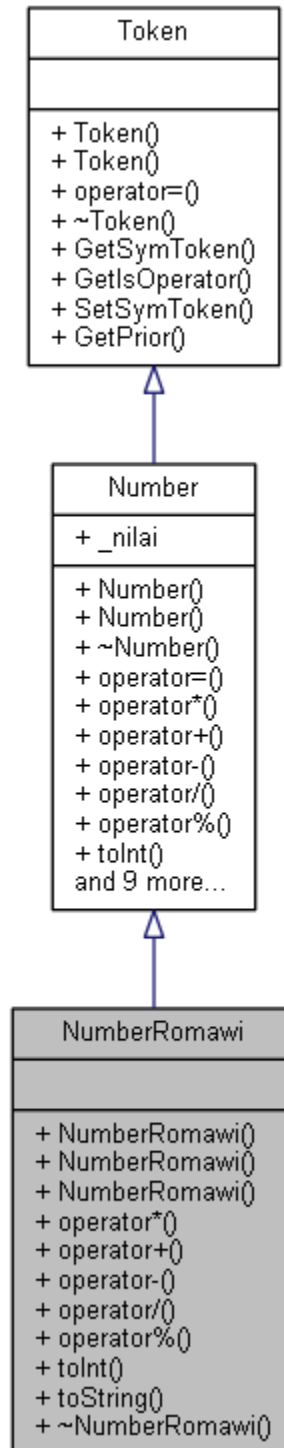 Token
+ Token()
+ Token()
+ operator=()
+ ~Token()
+ GetSymToken()
+ GetIsOperator()
+ SetSymToken()
+ GetPrior()
Number
+ _nilai
+ Number()
+ Number()
+ ~Number()
+ operator=()
+ operator*()
+ operator+()
+ operator-()
+ operator/()
+ operator%()
+ toInt()
and 9 more...
NumberRomawi
+ NumberRomawi()
+ NumberRomawi()
+ NumberRomawi()
+ operator*()
+ operator+()
+ operator-()
+ operator/()
+ operator%()
+ toInt()
+ toString()
+ ~NumberRomawi()